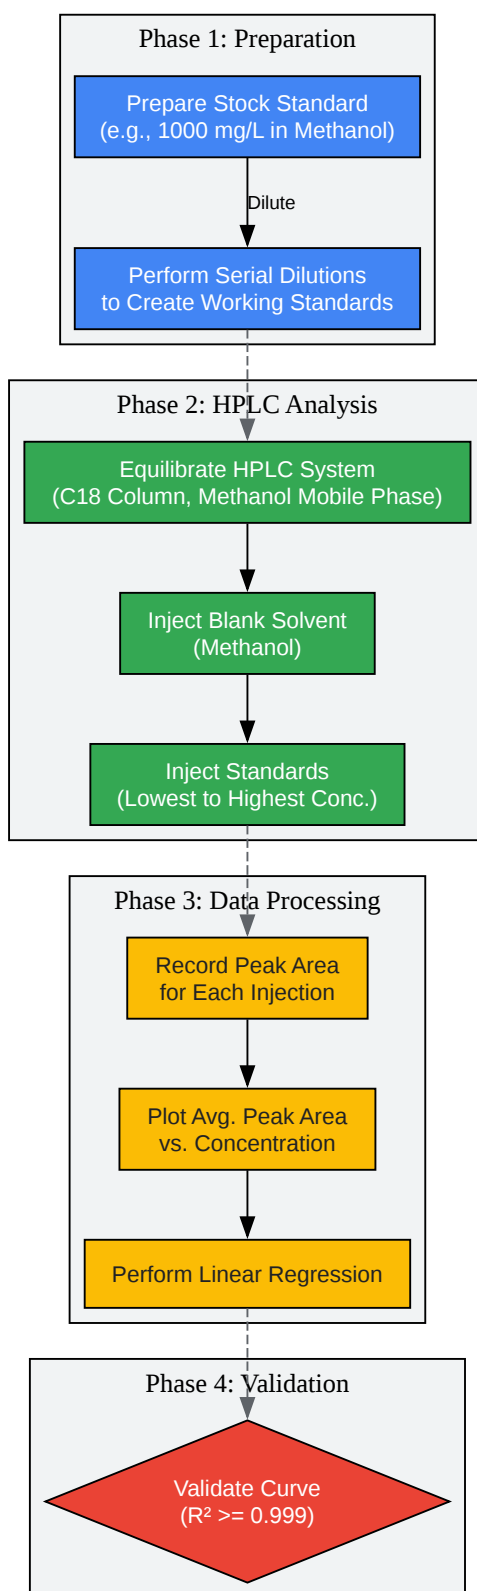 Phase 1: Preparation
Prepare Stock Standard
(e.g., 1000 mg/L in Methanol)
Dilute
Perform Serial Dilutions
to Create Working Standards
Phase 2: HPLC Analysis
Equilibrate HPLC System
(C18 Column, Methanol Mobile Phase)
Inject Blank Solvent
(Methanol)
Inject Standards
(Lowest to Highest Conc.)
Phase 3: Data Processing
Record Peak Area
for Each Injection
Plot Avg. Peak Area
vs. Concentration
Perform Linear Regression
Phase 4: Validation
Validate Curve
(R² >= 0.999)